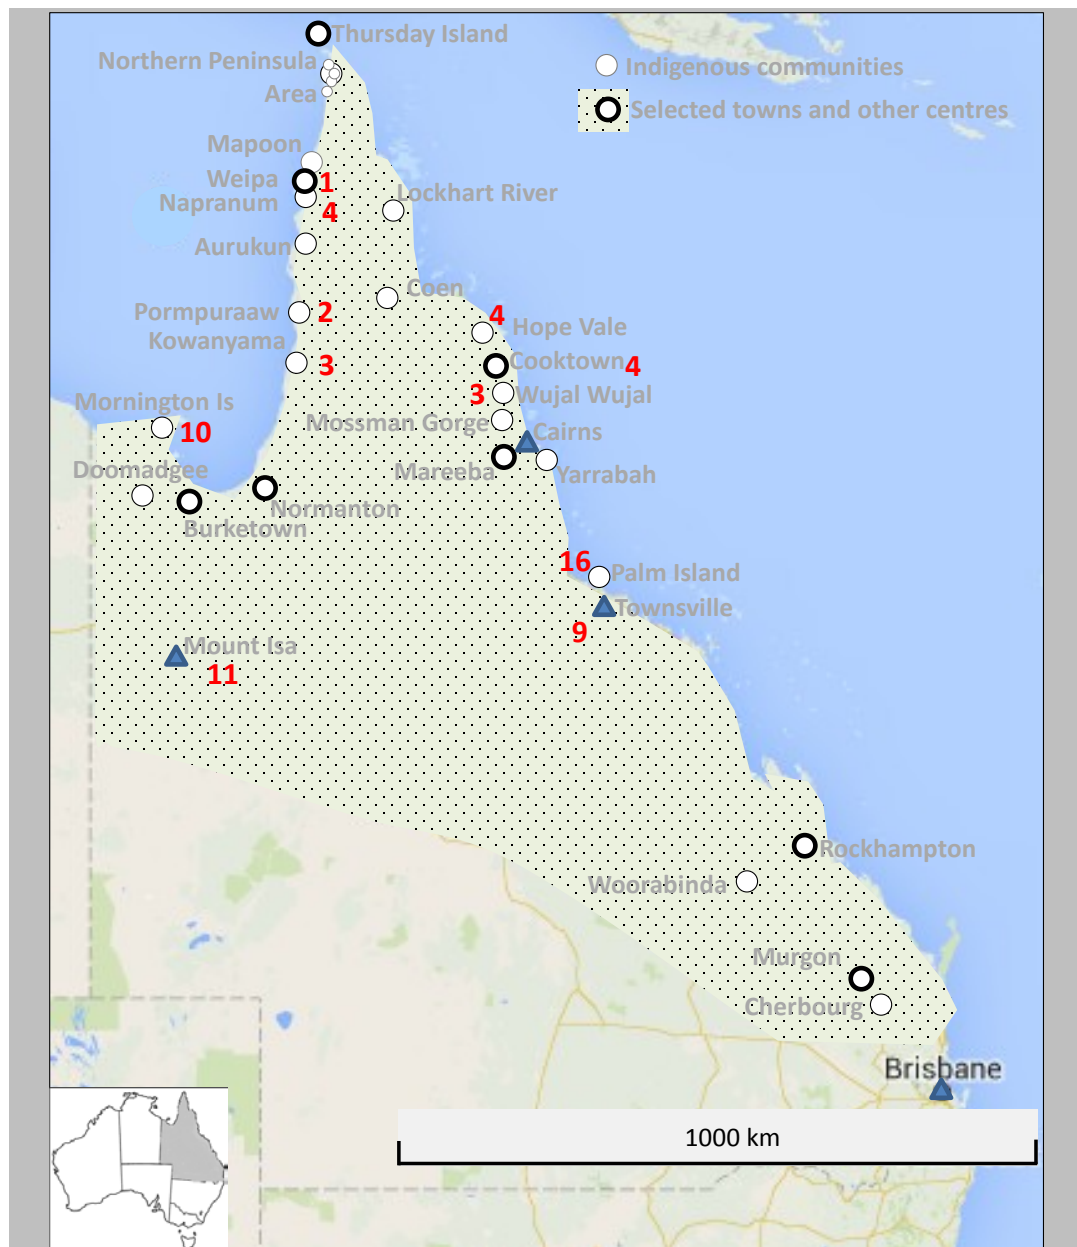 Thursday Island
Northern Peninsula
Area
Indigenous communities
Selected towns and other centres
Mapoon
Weipa
1
Napranum
4
Lockhart River
Aurukun
Coen
Pormpuraaw
2
4
Hope Vale
Kowanyama
3
Cooktown
4
3
Wujal Wujal
Mornington Is
10
Mossman Gorge
Cairns
Doomadgee
Mareeba
Yarrabah
Normanton
Burketown
16
Palm Island
Townsville
9
Mount Isa
11
Rockhampton
Woorabinda
Murgon
Cherbourg
Brisbane
1000 km